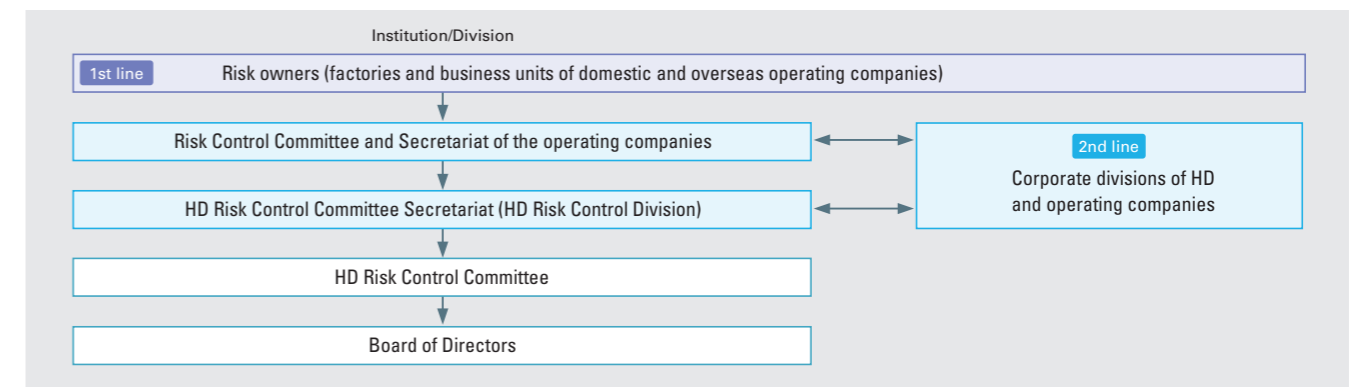 Institution/Division
1st line
Risk owners (factories and business units of domestic and overseas operating companies)
Risk Control Committee and Secretariat of the operating companies
2nd line
Corporate divisions of HD
and operating companies
HD Risk Control Committee Secretariat (HD Risk Control Division)
HD Risk Control Committee
Board of Directors